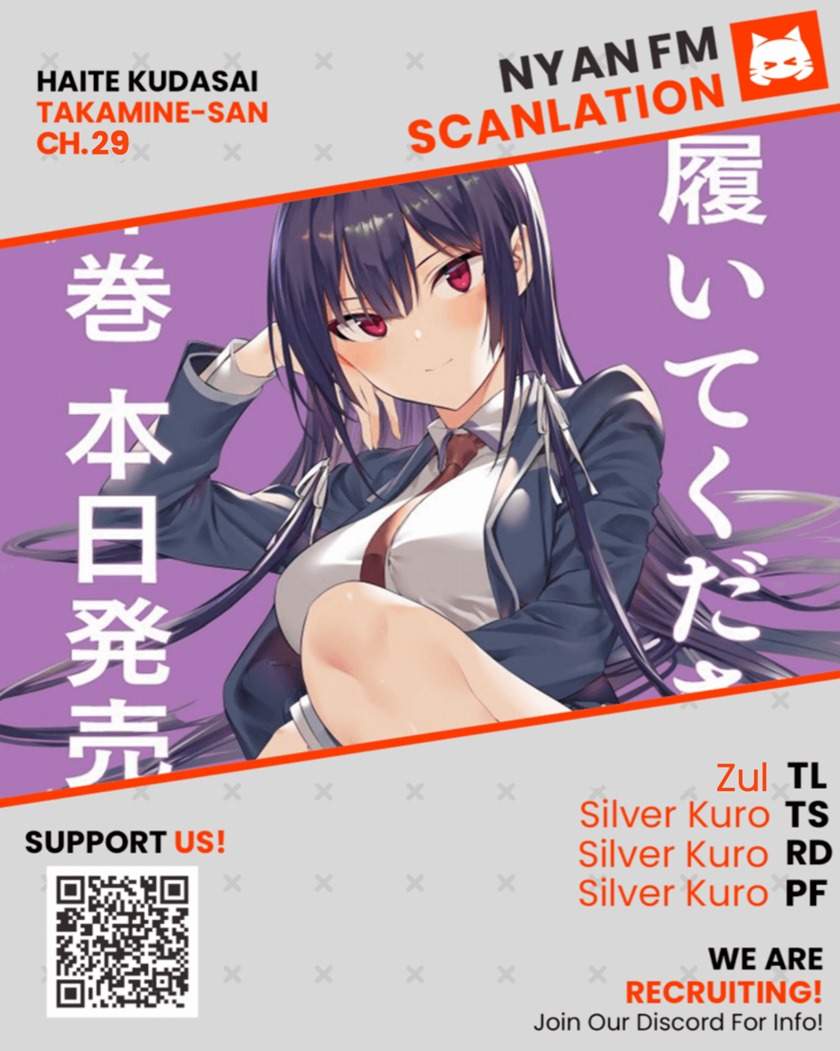 HAITE KUDASAI
TAKAMINE-SAN
CH.29
NYAN FM
SCANLATION
履いてくださ
巻 本日発売
Zul TL
Silver Kuro TS
Silver Kuro RD
Silver Kuro PF
SUPPORT US!
WE ARE
RECRUITING!
Join Our Discord For Info!